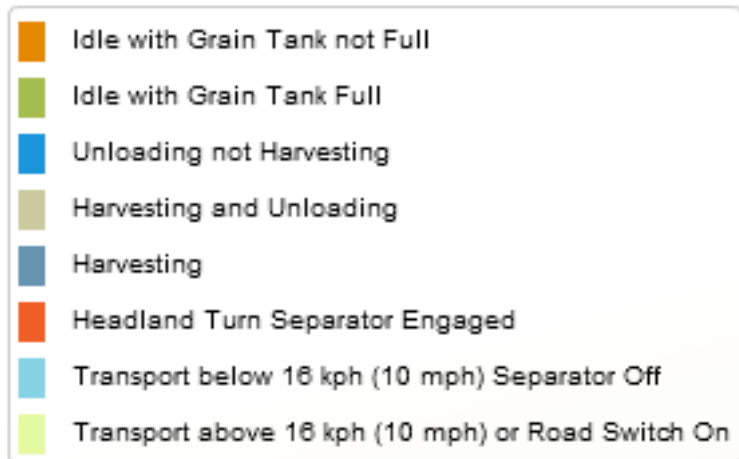 Idle with Grain Tank not Full
Idle with Grain Tank Full
Unloading not Harvesting
Harvesting and Unloading
Harvesting
Headland Turn Separator Engaged
Transport below 16 kph (10 mph) Separator Off
Transport above 16 kph (10 mph) or Road Switch On